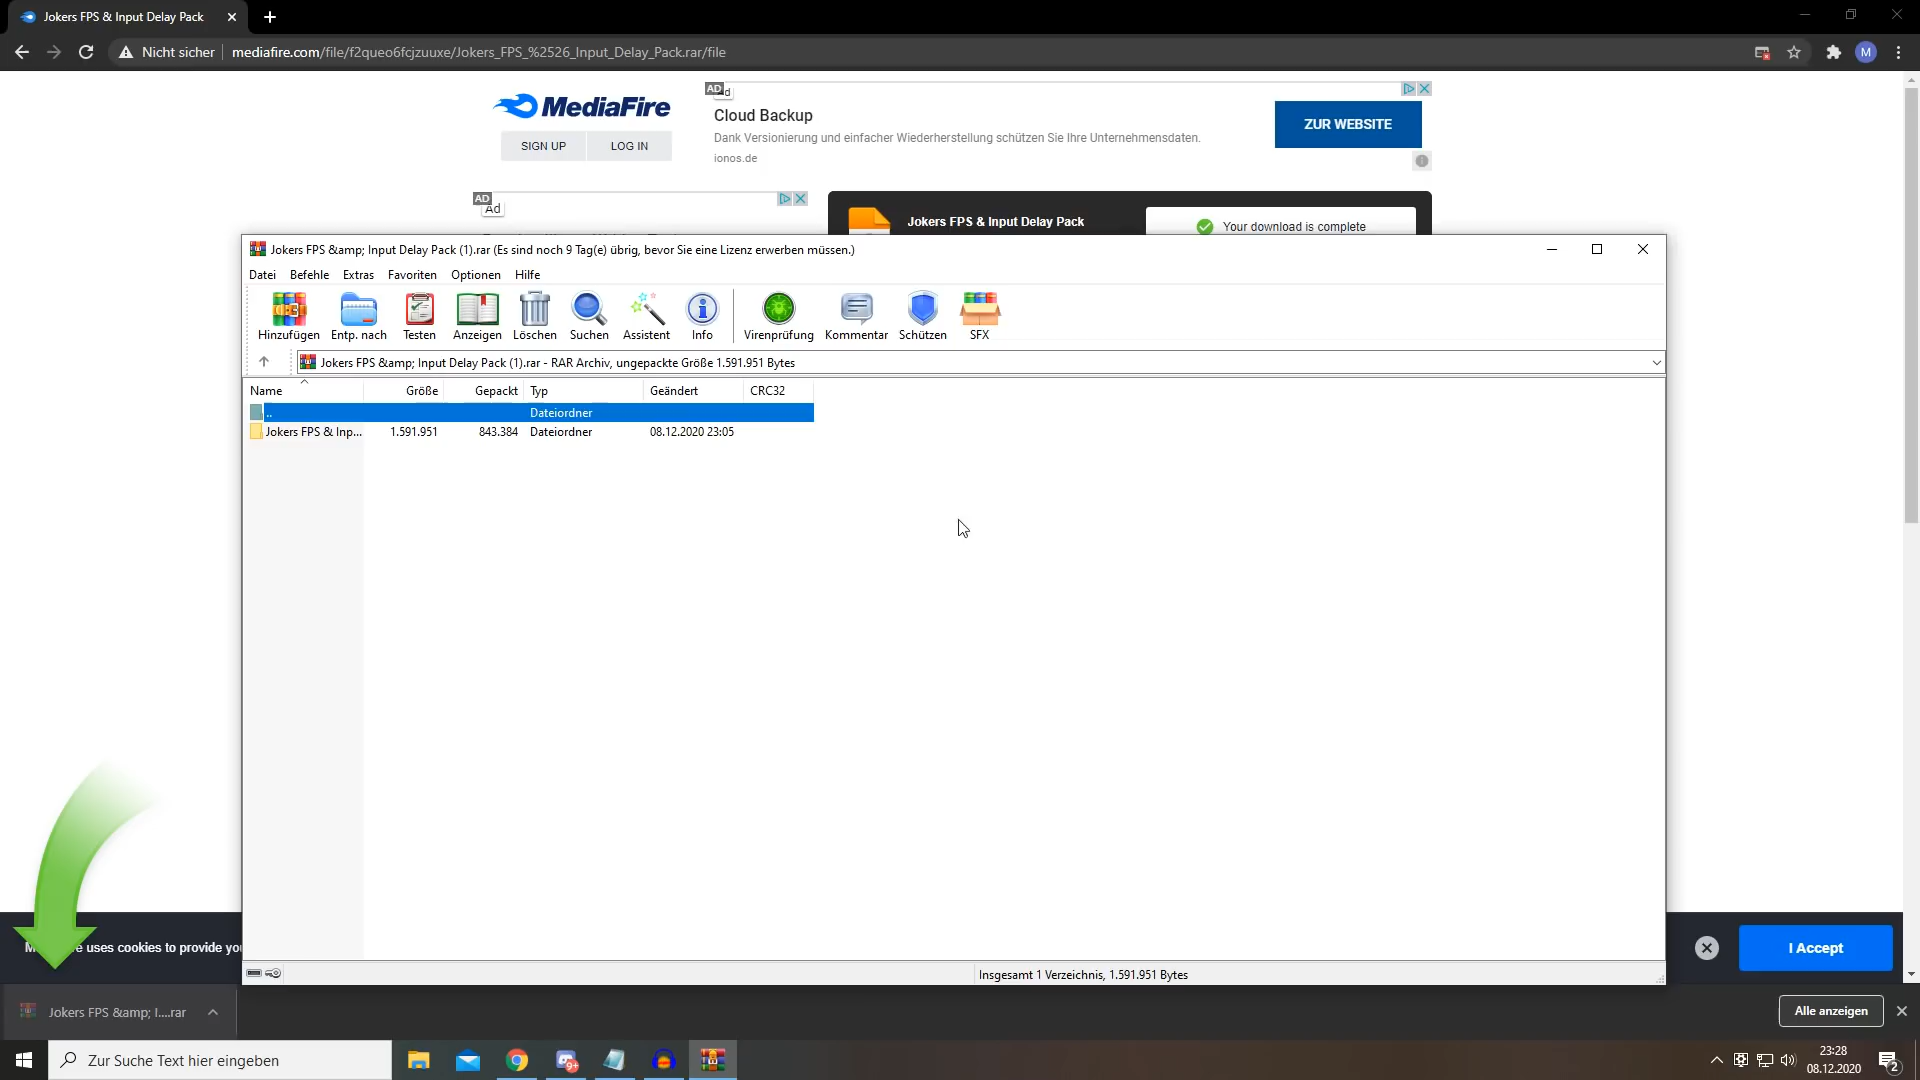 Jokers FPS & Input Delay Pack
Nicht sicher
mediafire.com/file/f2queo6fcjzuuxe/Jokers_FPS_%2526_Input_Delay_Pack.rar/file
M
MediaFire
SIGN UP
LOG IN
AD
Cloud Backup
Dank Versionierung und einfacher Wiederherstellung schützen Sie Ihre Unternehmensdaten.
ionos.de
ZUR WEBSITE
AD
Ad
Jokers FPS & Input Delay Pack
Your download is complete
Jokers FPS &amp; Input Delay Pack (1).rar (Es sind noch 9 Tag(e) übrig, bevor Sie eine Lizenz erwerben müssen.)
Datei Befehle Extras Favoriten Optionen Hilfe
Hinzufügen Entp. nach Testen Anzeigen Löschen Suchen Assistent Info Virenprüfung Kommentar Schützen SFX
Jokers FPS &amp; Input Delay Pack (1).rar - RAR Archiv, ungepackte Größe 1.591.951 Bytes
Name Größe Gepackt Typ Geändert CRC32
.. Dateiordner
Jokers FPS & Inp... 1.591.951 843.384 Dateiordner 08.12.2020 23:05
Insgesamt 1 Verzeichnis, 1.591.951 Bytes
e uses cookies to provide you
I Accept
Jokers FPS &amp; I....rar
Alle anzeigen
Zur Suche Text hier eingeben
9+
23:28
08.12.2020
2